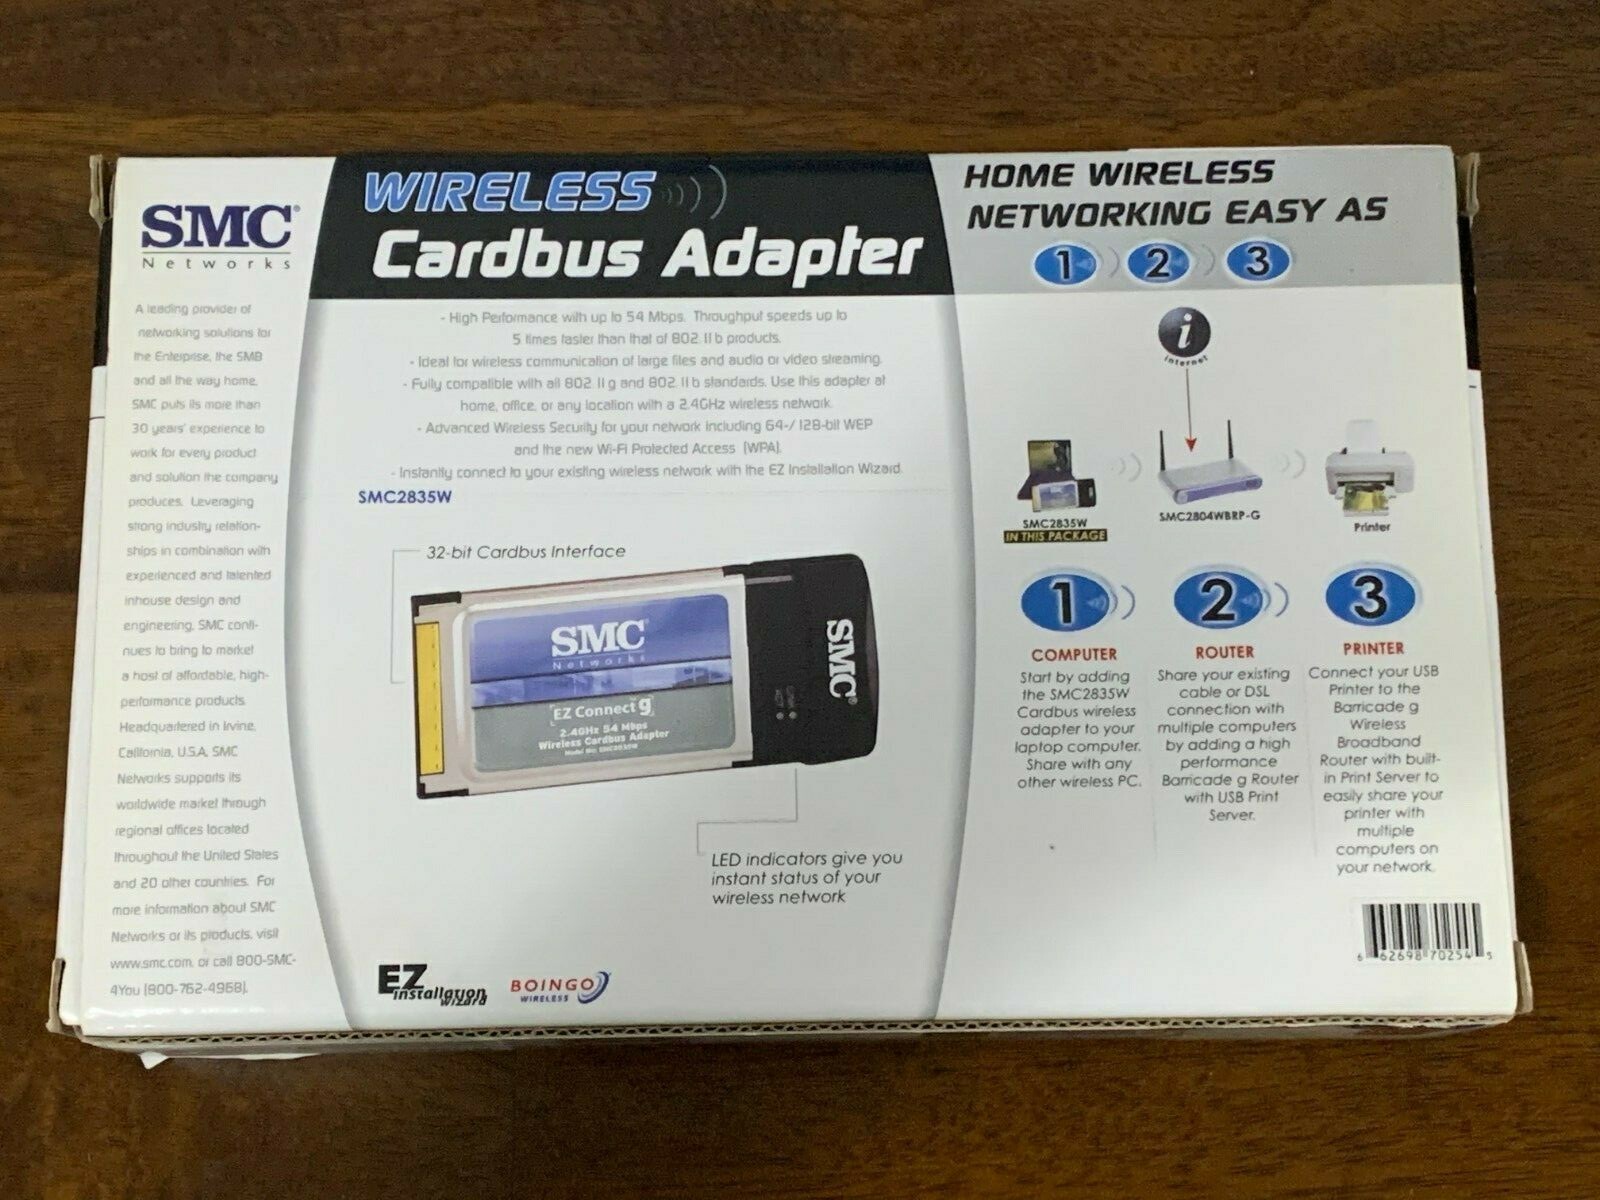 SMC®
Networks
A leading provider of
networking solutions for
the Enterprise, the SMB
and all the way home,
SMC puts its more than
30 years' experience to
work for every product
and solution the company
produces. Leveraging
strong industry relation-
ships in combination with
experienced and talented
inhouse design and
engineering, SMC conti-
nues to bring to market
a host of affordable, high-
performance products.
Headquartered in Irvine,
California, U.S.A, SMC
Networks supports its
worldwide market through
regional offices located
throughout the United States
and 20 other countries. For
more information about SMC
Networks or its products, visit
www.smc.com, or call 800-SMC-
4You (800-762-4968).
WIRELESS
Cardbus Adapter
- High Performance with up to 54 Mbps. Throughput speeds up to
5 times faster than that of 802.11b products.
- Ideal for wireless communication of large files and audio or video streaming.
- Fully compatible with all 802.11g and 802.11b standards. Use this adapter at
home, office, or any location with a 2.4GHz wireless network.
- Advanced Wireless Security for your network including 64-/128-bit WEP
and the new Wi-Fi Protected Access (WPA).
- Instantly connect to your existing wireless network with the EZ Installation Wizard.
SMC2835W
32-bit Cardbus Interface
SMC®
Networks
EZ Connect g
2.4GHz 54 Mbps
Wireless Cardbus Adapter
Model No: SMC2835W
SMC®
LED indicators give you
instant status of your
wireless network
EZ
installation
wizard
BOINGO
WIRELESS
HOME WIRELESS
NETWORKING EASY AS
1 2 3
i
internet
SMC2835W
IN THIS PACKAGE
SMC2804WBRP-G
Printer
1
COMPUTER
Start by adding
the SMC2835W
Cardbus wireless
adapter to your
laptop computer.
Share with any
other wireless PC.
2
ROUTER
Share your existing
cable or DSL
connection with
multiple computers
by adding a high
performance
Barricade g Router
with USB Print
Server.
3
PRINTER
Connect your USB
Printer to the
Barricade g
Wireless
Broadband
Router with built-
in Print Server to
easily share your
printer with
multiple
computers on
your network.
6 62698 70254 5